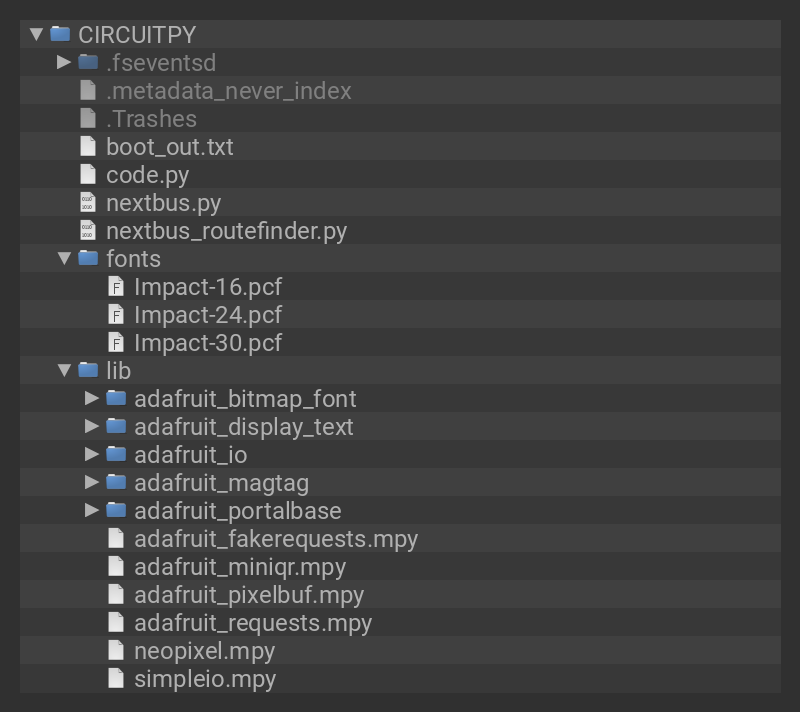 CIRCUITPY
.fseventsd
.metadata_never_index
.Trashes
boot_out.txt
code.py
nextbus.py
nextbus_routefinder.py
fonts
Impact-16.pcf
Impact-24.pcf
Impact-30.pcf
lib
adafruit_bitmap_font
adafruit_display_text
adafruit_io
adafruit_magtag
adafruit_portalbase
adafruit_fakerequests.mpy
adafruit_miniqr.mpy
adafruit_pixelbuf.mpy
adafruit_requests.mpy
neopixel.mpy
simpleio.mpy